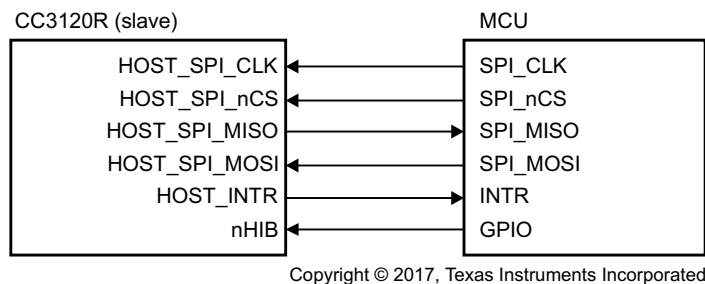 CC3120R (slave) MCU
HOST_SPI_CLK SPI_CLK
HOST_SPI_nCS SPI_nCS
HOST_SPI_MISO SPI_MISO
HOST_SPI_MOSI SPI_MOSI
HOST_INTR INTR
nHIB GPIO
Copyright © 2017, Texas Instruments Incorporated